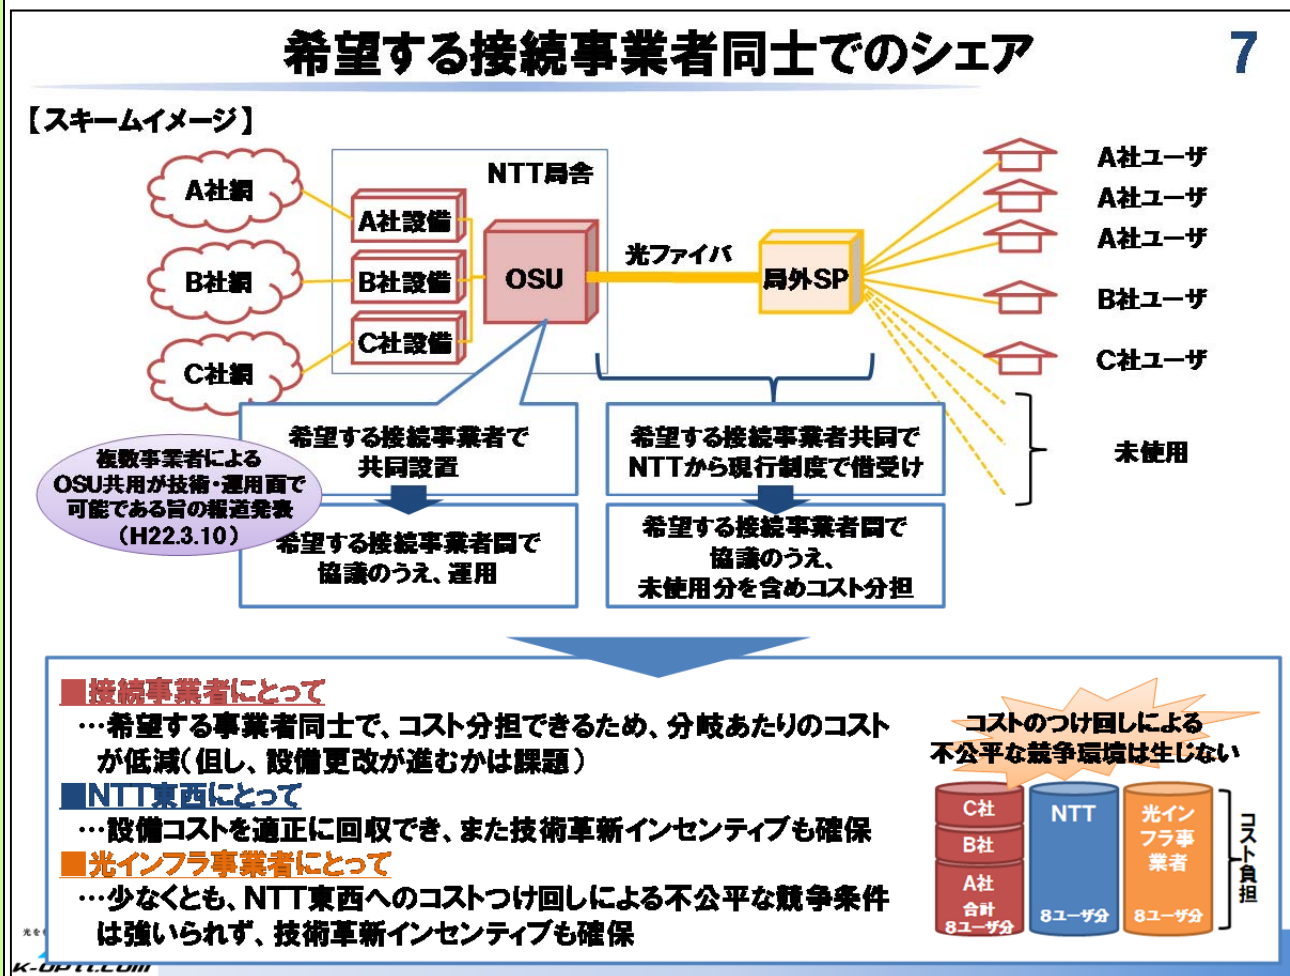 希望する接続事業者同士でのシェア
7
【スキームイメージ】
NTT局舎
A社網
B社網
C社網
A社設備
B社設備
C社設備
OSU
光ファイバ
局外SP
A社ユーザ
A社ユーザ
A社ユーザ
B社ユーザ
C社ユーザ
未使用
複数事業者による
OSU共用が技術・運用面で
可能である旨の報道発表
(H22.3.10)
希望する接続事業者で
共同設置
希望する接続事業者間で
協議のうえ、運用
希望する接続事業者共同で
NTTから現行制度で借受け
希望する接続事業者間で
協議のうえ、
未使用分を含めコスト分担
■接続事業者にとって
…希望する事業者同士で、コスト分担できるため、分岐あたりのコスト
が低減(但し、設備更改が進むかは課題)
■NTT東西にとって
…設備コストを適正に回収でき、また技術革新インセンティブも確保
■光インフラ事業者にとって
…少なくとも、NTT東西へのコストつけ回しによる不公平な競争条件
は強いられず、技術革新インセンティブも確保
コストのつけ回しによる
不公平な競争環境は生じない
C社
B社
A社
合計
8ユーザ分
NTT
8ユーザ分
光イン
フラ事
業者
8ユーザ分
コスト負担
光を
K-OPTI.COM